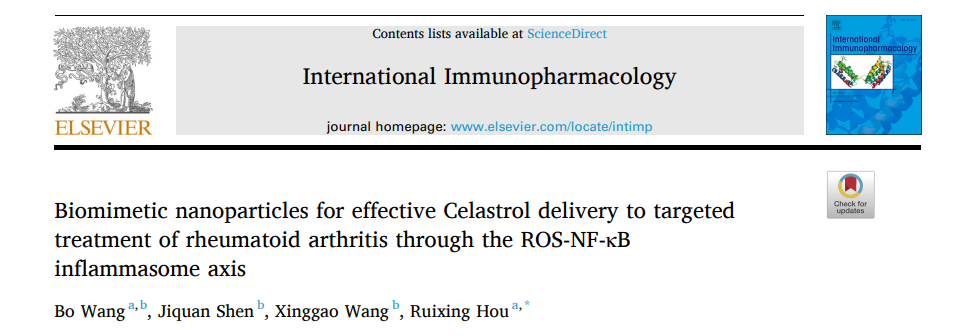 Contents lists available at ScienceDirect
International Immunopharmacology
journal homepage: www.elsevier.com/locate/intimp
ELSEVIER
International
Immunopharmacology
Check for
updates
Biomimetic nanoparticles for effective Celastrol delivery to targeted
treatment of rheumatoid arthritis through the ROS-NF-κB
inflammasome axis
Bo Wang a,b, Jiquan Shen b, Xinggao Wang b, Ruixing Hou a,*